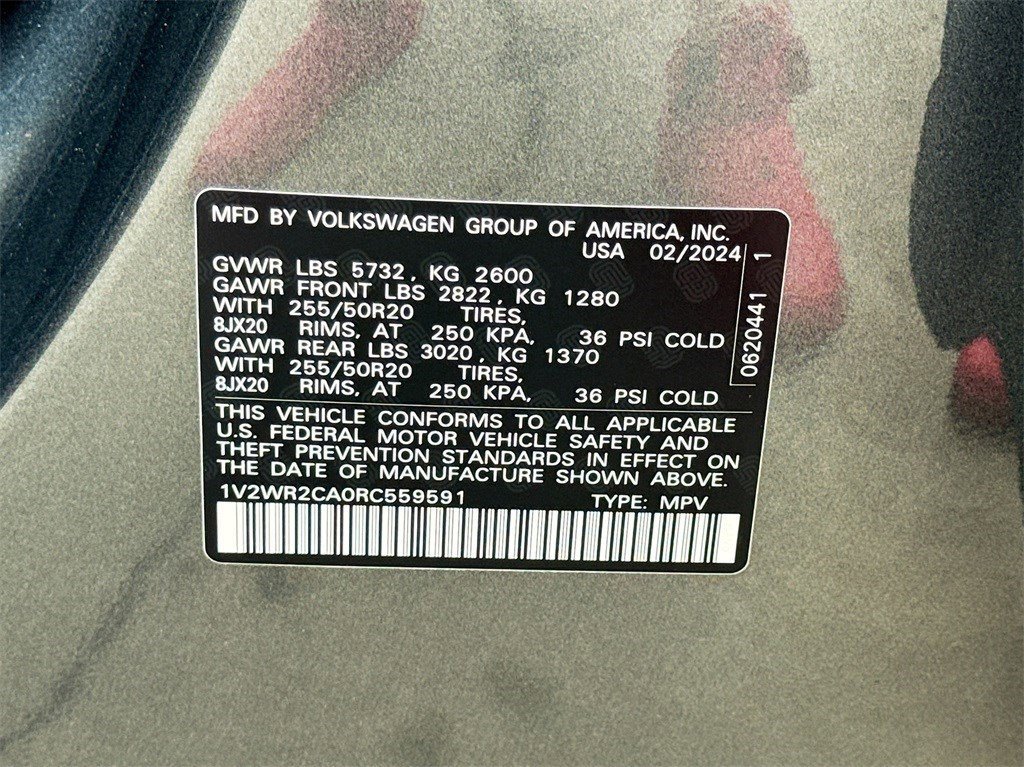 MFD BY VOLKSWAGEN GROUP OF AMERICA, INC.
USA 02/2024
GVWR LBS 5732, KG 2600
GAWR FRONT LBS 2822, KG 1280
WITH 255/50R20 TIRES,
8JX20 RIMS, AT 250 KPA, 36 PSI COLD
GAWR REAR LBS 3020, KG 1370
WITH 255/50R20 TIRES,
8JX20 RIMS, AT 250 KPA, 36 PSI COLD
0620441 1
THIS VEHICLE CONFORMS TO ALL APPLICABLE
U.S. FEDERAL MOTOR VEHICLE SAFETY AND
THEFT PREVENTION STANDARDS IN EFFECT ON
THE DATE OF MANUFACTURE SHOWN ABOVE.
1V2WR2CA0RC559591 TYPE: MPV